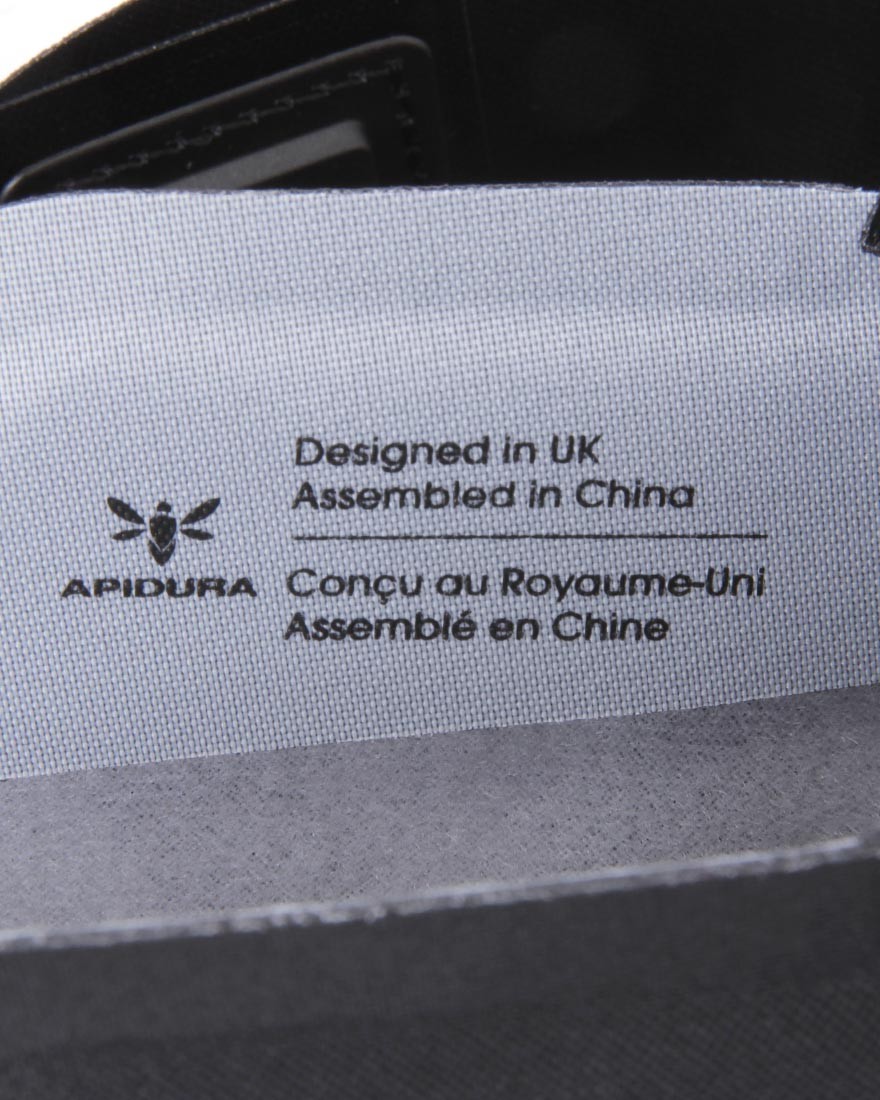 APIDURA
Designed in UK
Assembled in China
Conçu au Royaume-Uni
Assemblé en Chine